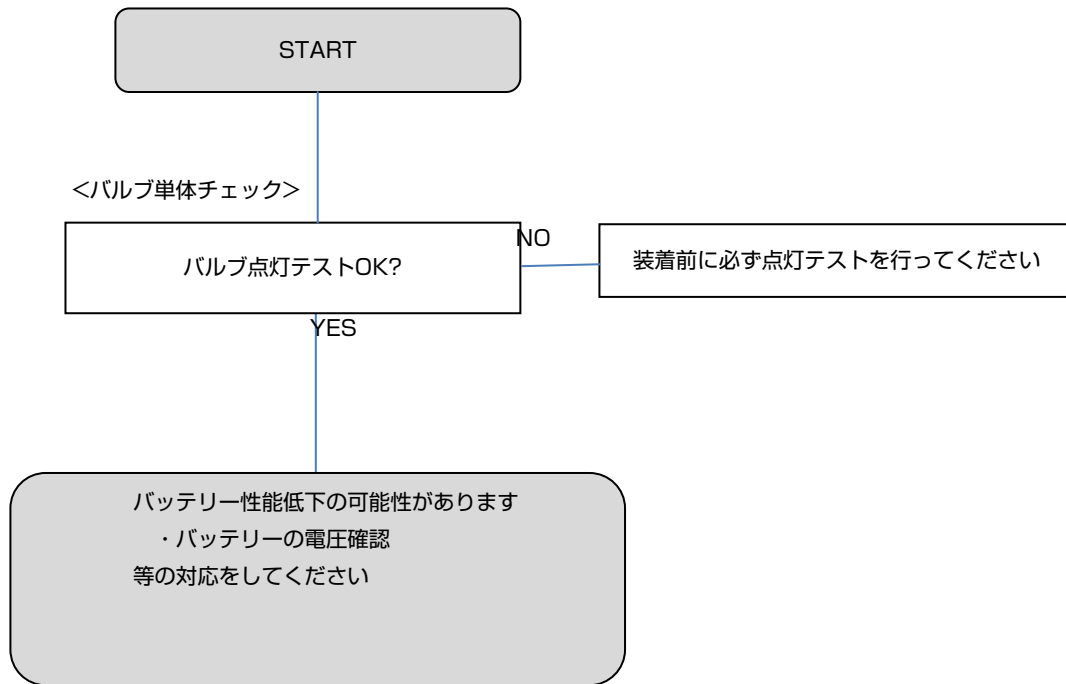 START
<バルブ単体チェック>
バルブ点灯テストOK?
NO
装着前に必ず点灯テストを行ってください
YES
バッテリー性能低下の可能性があります
・バッテリーの電圧確認
等の対応をしてください